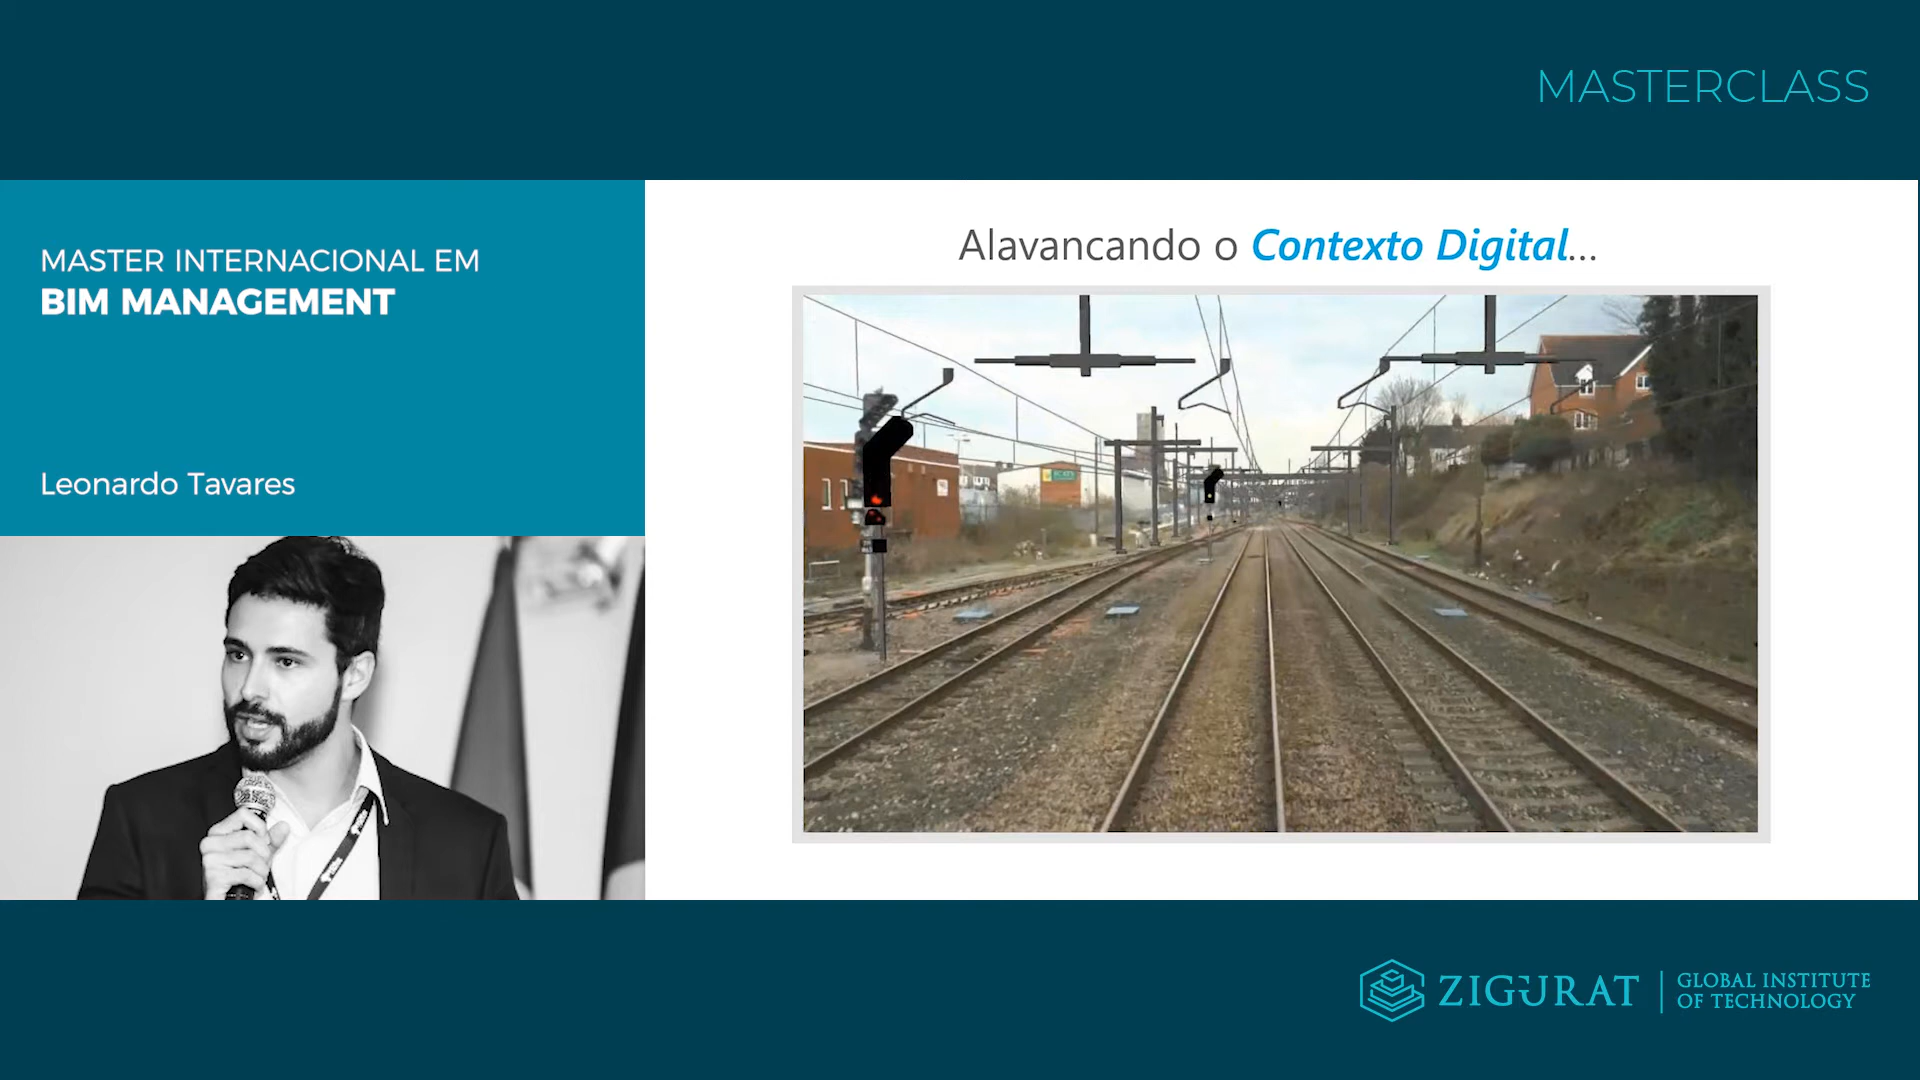 MASTERCLASS
MASTER INTERNACIONAL EM
BIM MANAGEMENT
Leonardo Tavares
Alavancando o Contexto Digital...
ZIGURAT
GLOBAL INSTITUTE
OF TECHNOLOGY